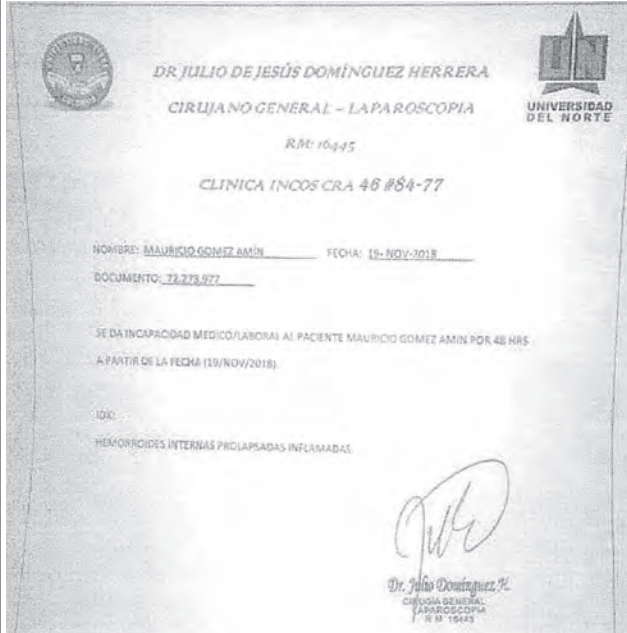 DR JULIO DE JESÚS DOMÍNGUEZ HERRERA
CIRUJANO GENERAL – LAPAROSCOPIA
RM: 16445
CLINICA INCOS CRA 46 #84-77
UNIVERSIDAD
DEL NORTE
NOMBRE: MAURICIO GOMEZ AMÍN FECHA: 19- NOV-2018
DOCUMENTO: 72.273.977
SE DA INCAPACIDAD MEDICO/LABORAL AL PACIENTE MAURICIO GOMEZ AMIN POR 48 HRS
A PARTIR DE LA FECHA (19/NOV/2018).
IDX:
HEMORROIDES INTERNAS PROLAPSADAS INFLAMADAS
Dr. Julio Domínguez H.
CIRUGIA GENERAL
LAPAROSCOPIA
R M 16445